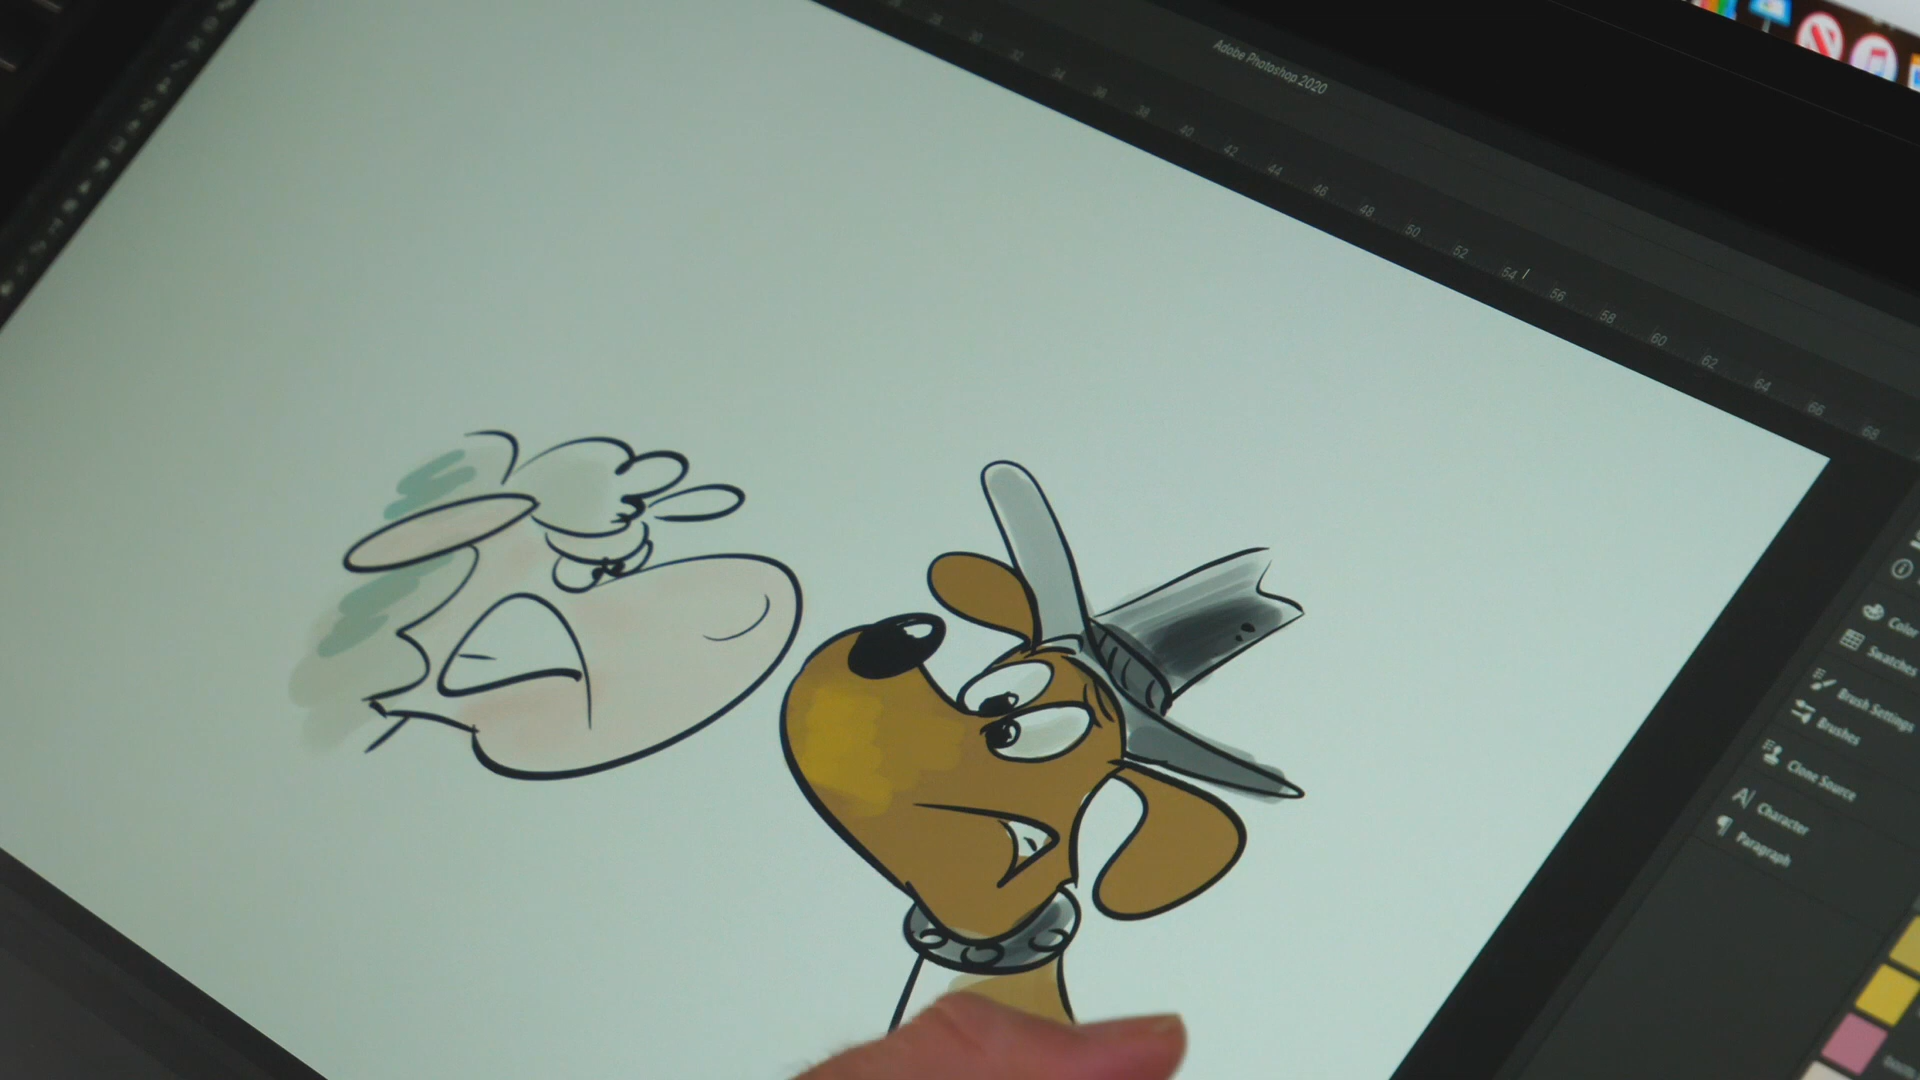 Adobe Photoshop 2020
28 30 32 34 36 38 40 42 44 46 48 50 52 54 56 58 60 62 64 66 68
Color
Swatches
Brush Settings
Brushes
Clone Source
Character
Paragraph